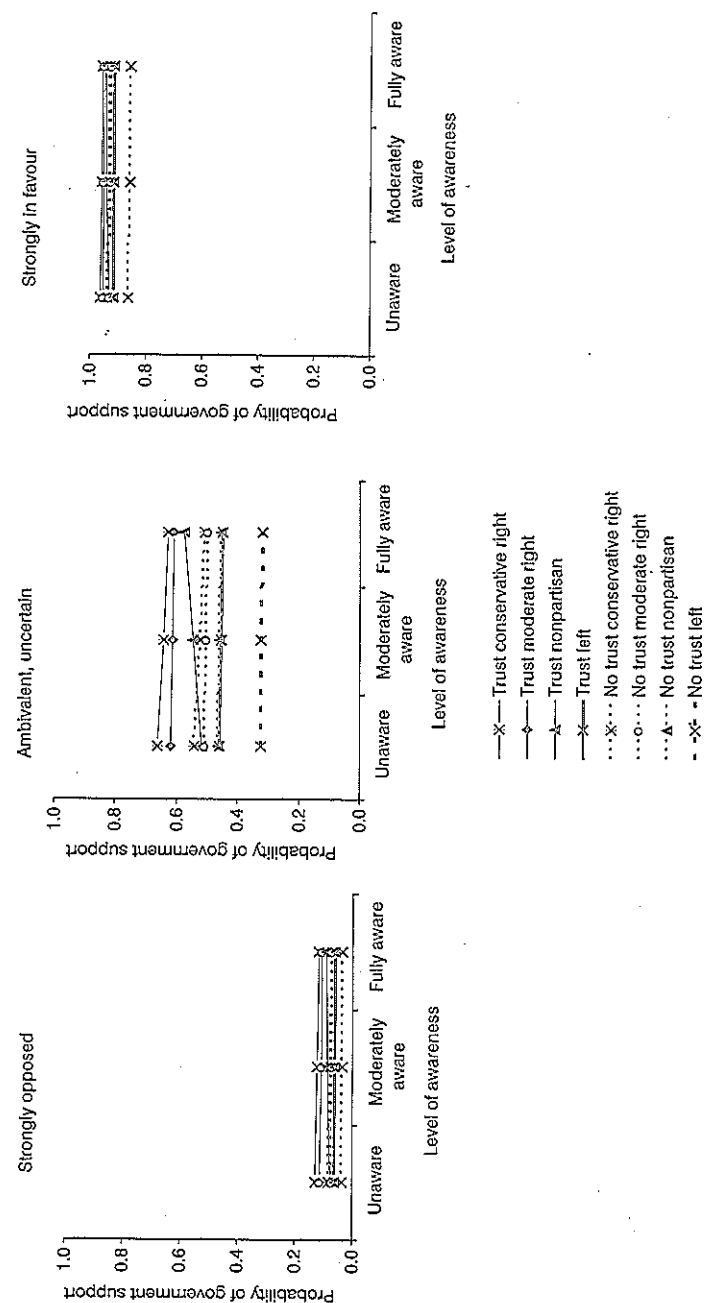 Strongly opposed
Probability of government support
1.0
0.8
0.6
0.4
0.2
0.0
Unaware
Moderately
aware
Fully aware
Level of awareness
Ambivalent, uncertain
Probability of government support
1.0
0.8
0.6
0.4
0.2
0.0
Unaware
Moderately
aware
Fully aware
Level of awareness
Strongly in favour
Probability of government support
1.0
0.8
0.6
0.4
0.2
0.0
Unaware
Moderately
aware
Fully aware
Level of awareness
Trust conservative right
Trust moderate right
Trust nonpartisan
Trust left
No trust conservative right
No trust moderate right
No trust nonpartisan
No trust left